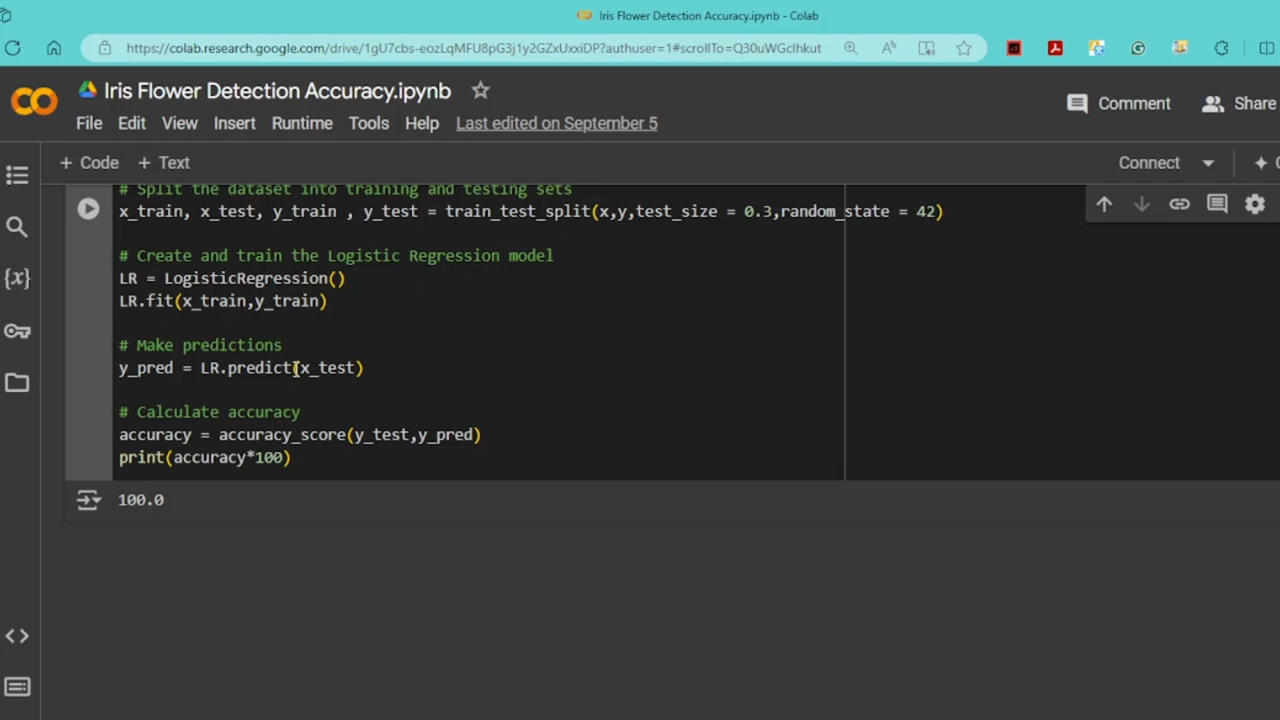 Iris Flower Detection Accuracy.ipynb - Colab
https://colab.research.google.com/drive/1gU7cbs-eozLqMFU8pG3j1y2GZxUxxiDP?authuser=1#scrollTo=Q30uWGclhkut
Iris Flower Detection Accuracy.ipynb
Comment
Share
File Edit View Insert Runtime Tools Help Last edited on September 5
+ Code + Text
Connect
# Split the dataset into training and testing sets
x_train, x_test, y_train , y_test = train_test_split(x,y,test_size = 0.3,random_state = 42)
# Create and train the Logistic Regression model
LR = LogisticRegression()
LR.fit(x_train,y_train)
# Make predictions
y_pred = LR.predict(x_test)
# Calculate accuracy
accuracy = accuracy_score(y_test,y_pred)
print(accuracy*100)
100.0